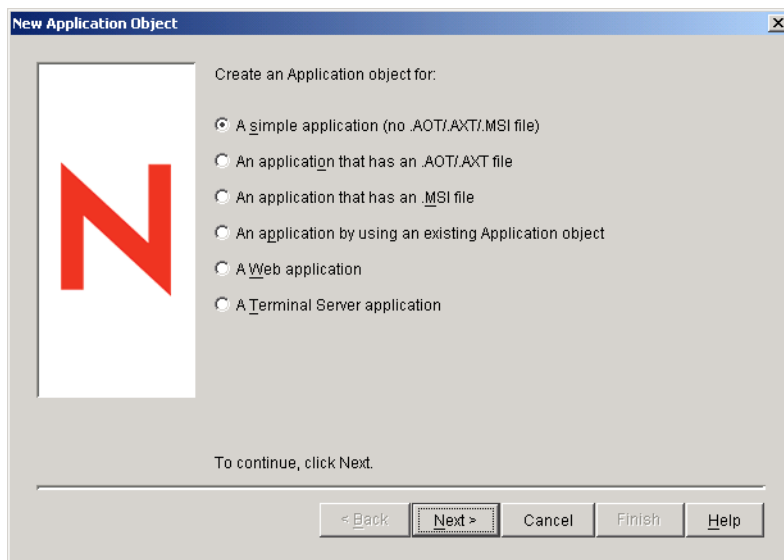 New Application Object
Create an Application object for:
A simple application (no .AOT/.AXT/.MSI file)
An application that has an .AOT/.AXT file
An application that has an .MSI file
An application by using an existing Application object
A Web application
A Terminal Server application
To continue, click Next.
< Back Next > Cancel Finish Help